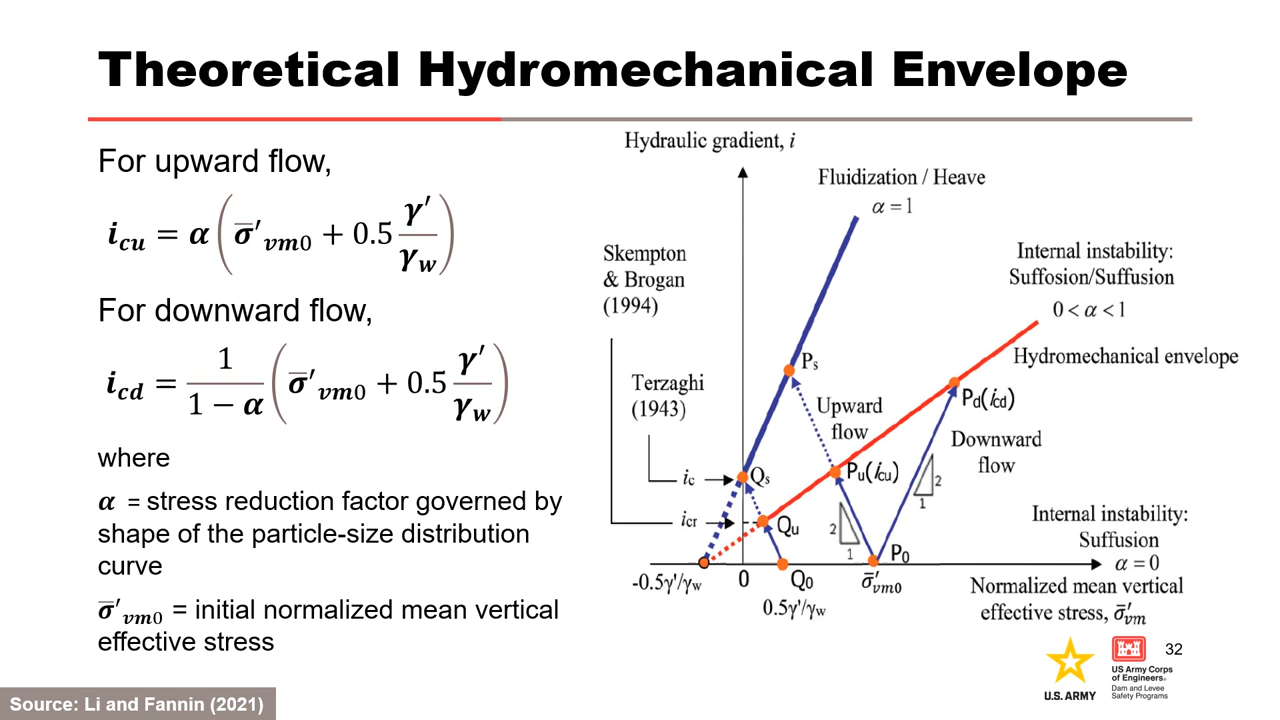 Theoretical Hydromechanical Envelope
For upward flow,
i_cu = α ( σ̅′_vm0 + 0.5 γ′/γ_w )
For downward flow,
i_cd = 1/(1 − α) ( σ̅′_vm0 + 0.5 γ′/γ_w )
where
α = stress reduction factor governed by
shape of the particle-size distribution
curve
σ̅′_vm0 = initial normalized mean vertical
effective stress
Hydraulic gradient, i
Fluidization / Heave
α = 1
Skempton
& Brogan
(1994)
Internal instability:
Suffosion/Suffusion
0 < α < 1
Hydromechanical envelope
Terzaghi
(1943)
Ps
Upward
flow
Pd(icd)
Downward
flow
Pu(icu)
ic
Qs
icr
Qu
2
1
2
1
P0
Internal instability:
Suffusion
α = 0
-0.5γ'/γw
0
Q0
σ̅′vm0
0.5γ'/γw
Normalized mean vertical
effective stress, σ̅′vm
32
U.S. ARMY
US Army Corps
of Engineers®
Dam and Levee
Safety Programs
Source: Li and Fannin (2021)